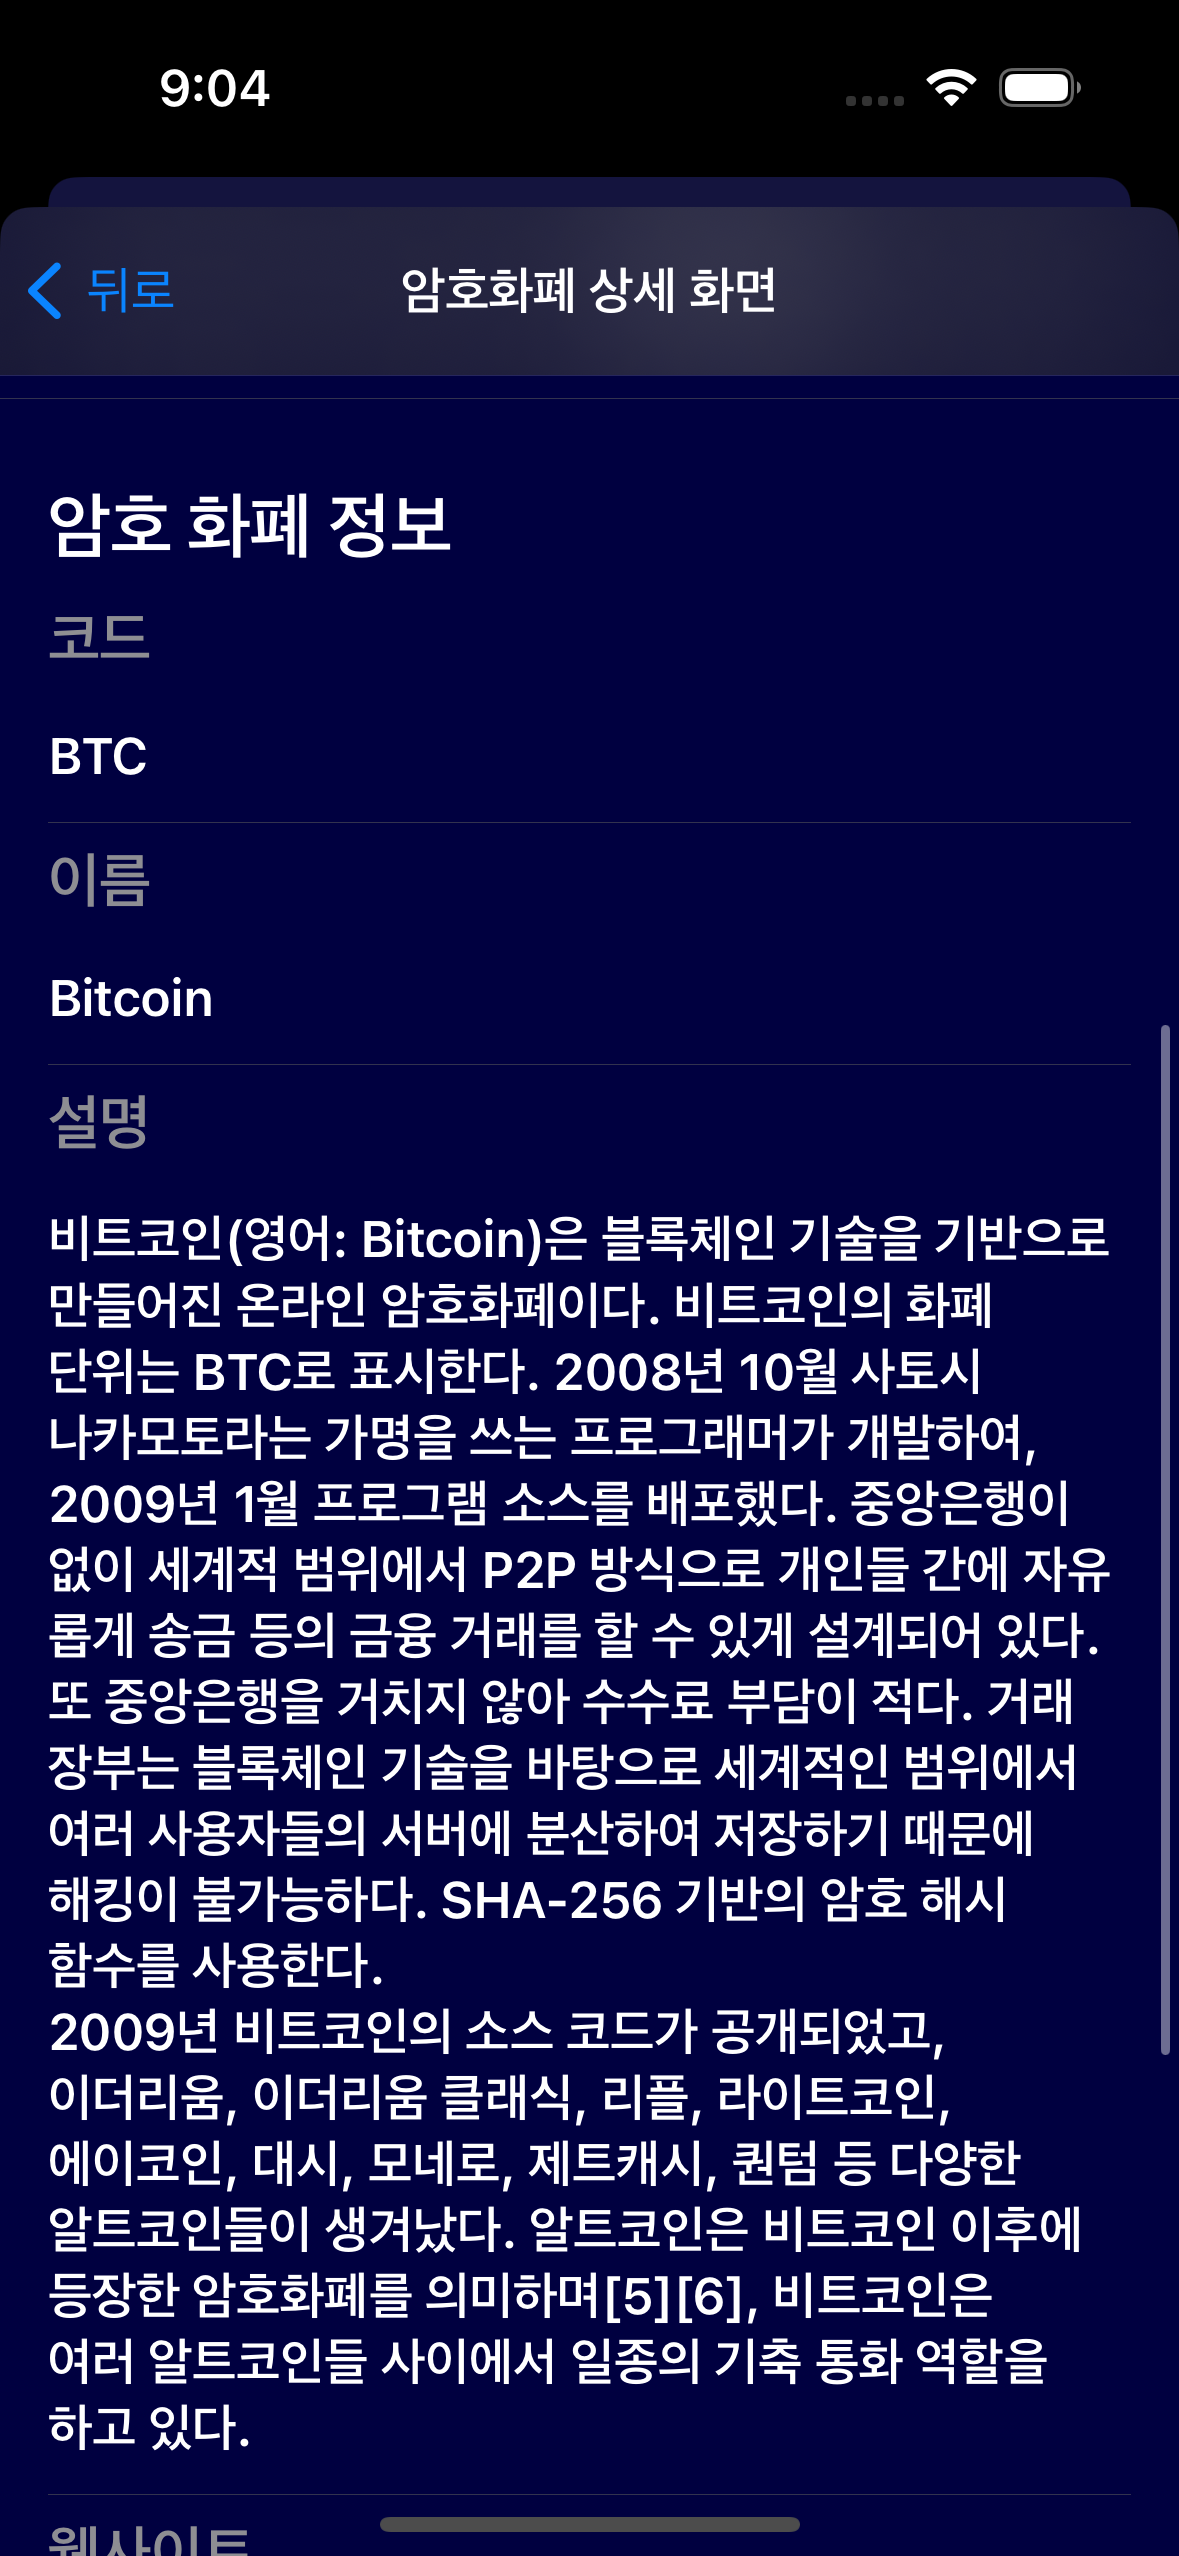 9:04
뒤로
암호화폐 상세 화면
암호 화폐 정보
코드
BTC
이름
Bitcoin
설명
비트코인(영어: Bitcoin)은 블록체인 기술을 기반으로
만들어진 온라인 암호화폐이다. 비트코인의 화폐
단위는 BTC로 표시한다. 2008년 10월 사토시
나카모토라는 가명을 쓰는 프로그래머가 개발하여,
2009년 1월 프로그램 소스를 배포했다. 중앙은행이
없이 세계적 범위에서 P2P 방식으로 개인들 간에 자유
롭게 송금 등의 금융 거래를 할 수 있게 설계되어 있다.
또 중앙은행을 거치지 않아 수수료 부담이 적다. 거래
장부는 블록체인 기술을 바탕으로 세계적인 범위에서
여러 사용자들의 서버에 분산하여 저장하기 때문에
해킹이 불가능하다. SHA-256 기반의 암호 해시
함수를 사용한다.
2009년 비트코인의 소스 코드가 공개되었고,
이더리움, 이더리움 클래식, 리플, 라이트코인,
에이코인, 대시, 모네로, 제트캐시, 퀀텀 등 다양한
알트코인들이 생겨났다. 알트코인은 비트코인 이후에
등장한 암호화폐를 의미하며[5][6], 비트코인은
여러 알트코인들 사이에서 일종의 기축 통화 역할을
하고 있다.
웹사이트